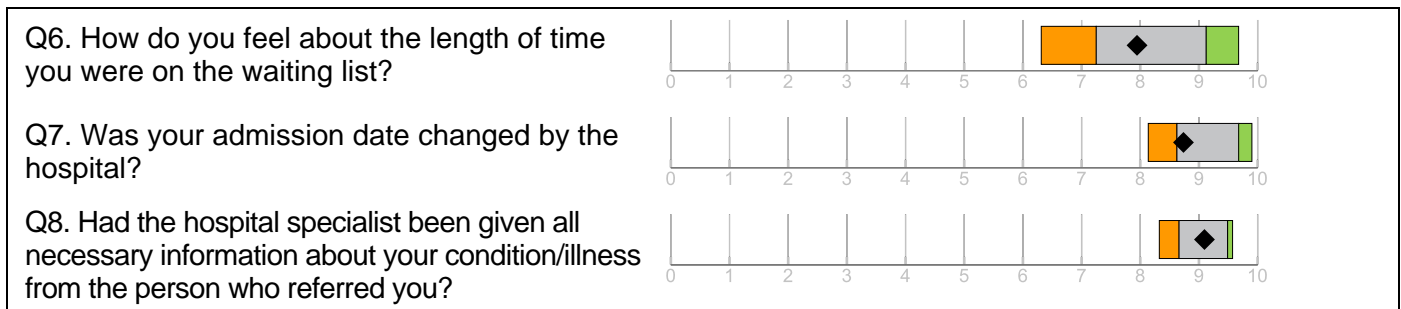 Q6. How do you feel about the length of time
you were on the waiting list?
0 1 2 3 4 5 6 7 8 9 10
Q7. Was your admission date changed by the
hospital?
0 1 2 3 4 5 6 7 8 9 10
Q8. Had the hospital specialist been given all
necessary information about your condition/illness
from the person who referred you?
0 1 2 3 4 5 6 7 8 9 10